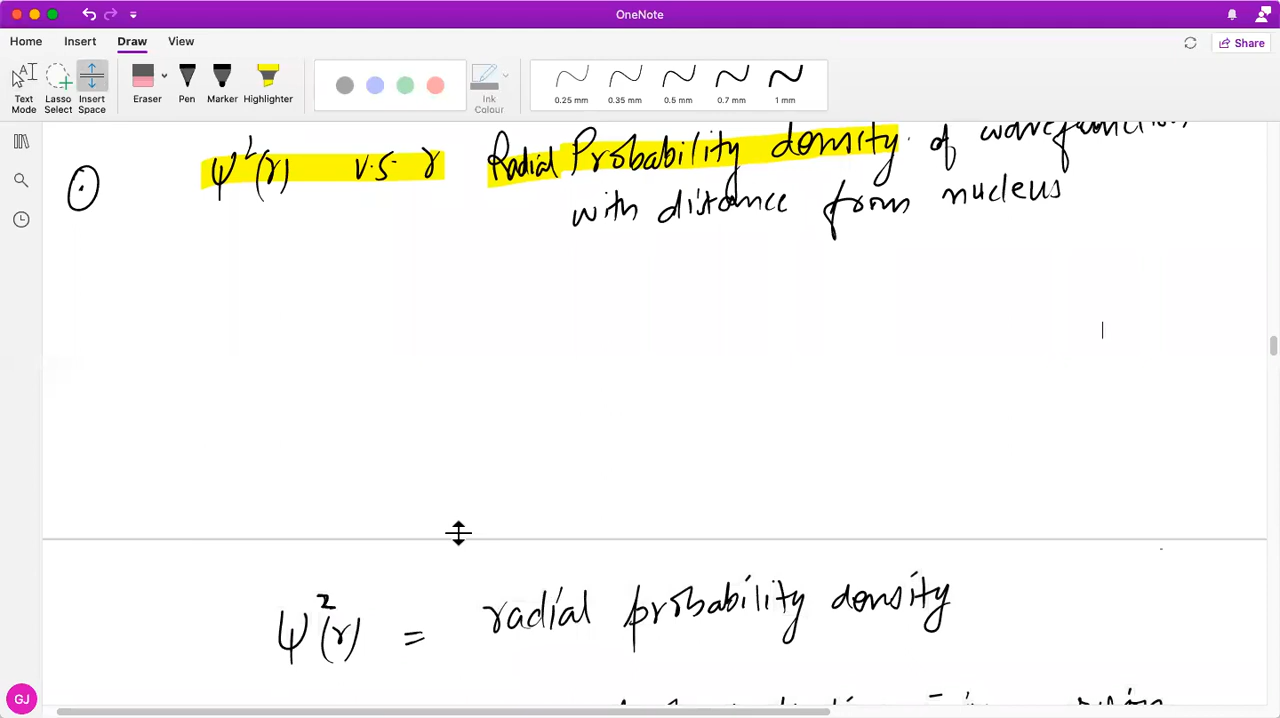 OneNote
Home Insert Draw View
Share
Text Mode
Lasso Select
Insert Space
Eraser
Pen
Marker
Highlighter
Ink Colour
0.25 mm 0.35 mm 0.5 mm 0.7 mm 1 mm
ψ²(r) v.s r Radial Probability density of wavefunction
with distance from nucleus
ψ²(r) = radial probability density
GJ